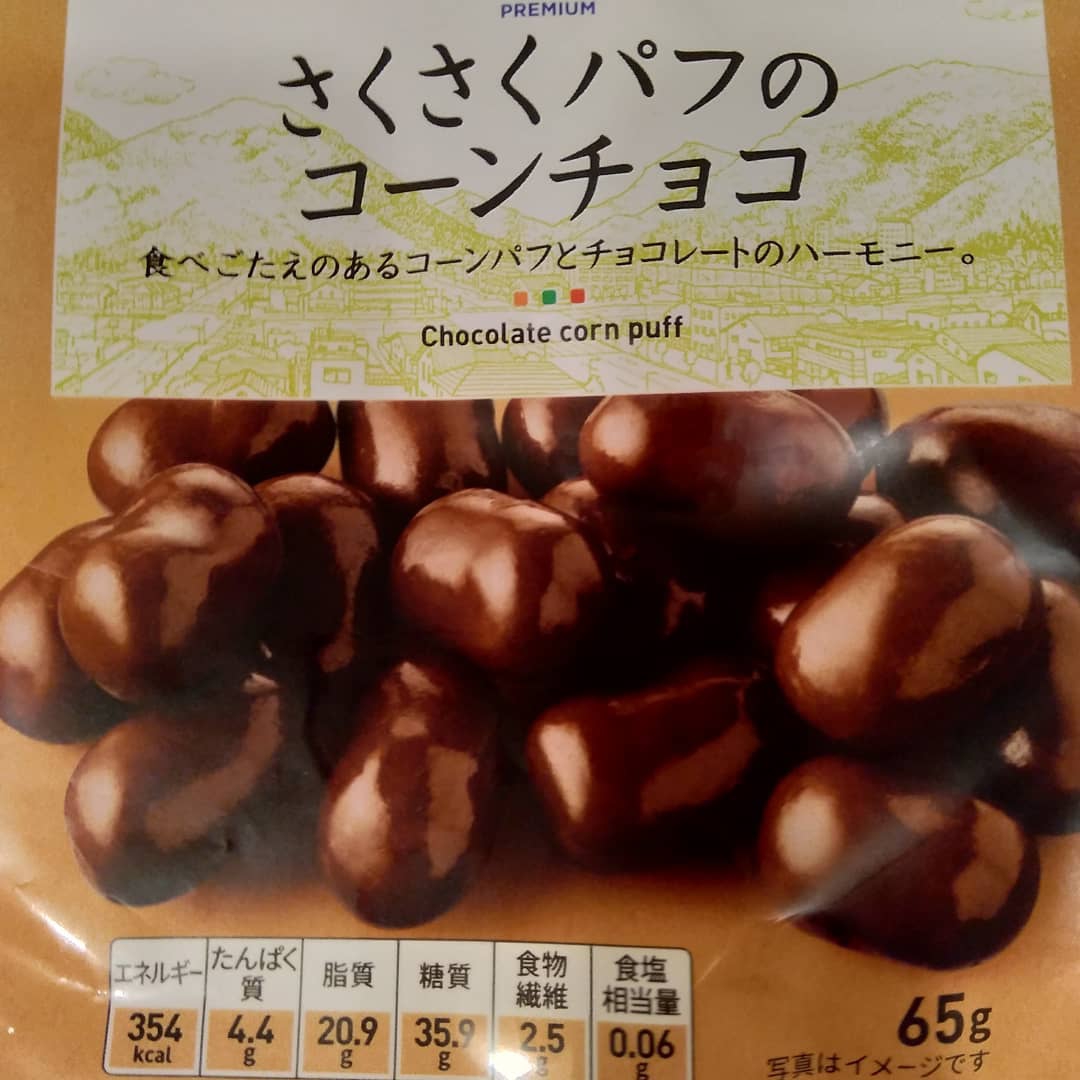 PREMIUM
さくさくパフの
コーンチョコ
食べごたえのあるコーンパフとチョコレートのハーモニー。
Chocolate corn puff
エネルギー
354
kcal
たんぱく
質
4.4
g
脂質
20.9
g
糖質
35.9
g
食物
繊維
2.5
g
食塩
相当量
0.06
g
65g
写真はイメージです